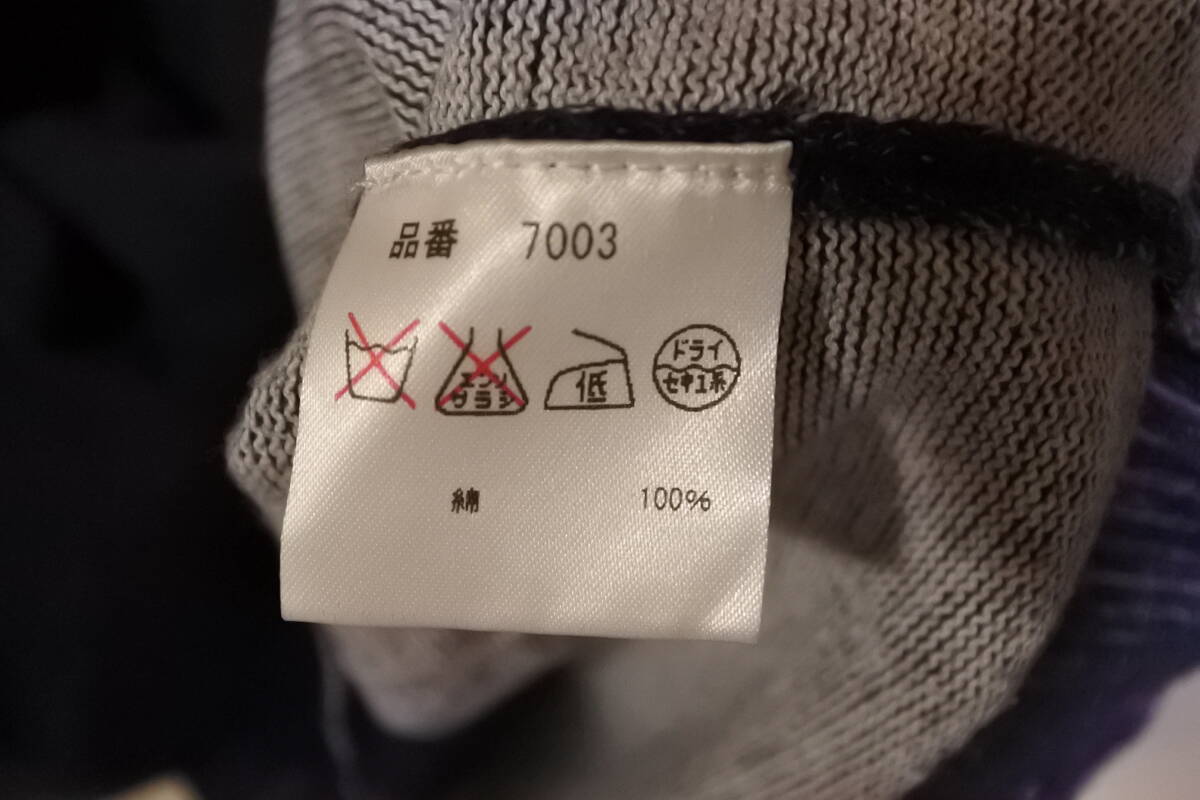 品番 7003
エンソ
サラシ 低 ドライ
セキユ系
綿 100%